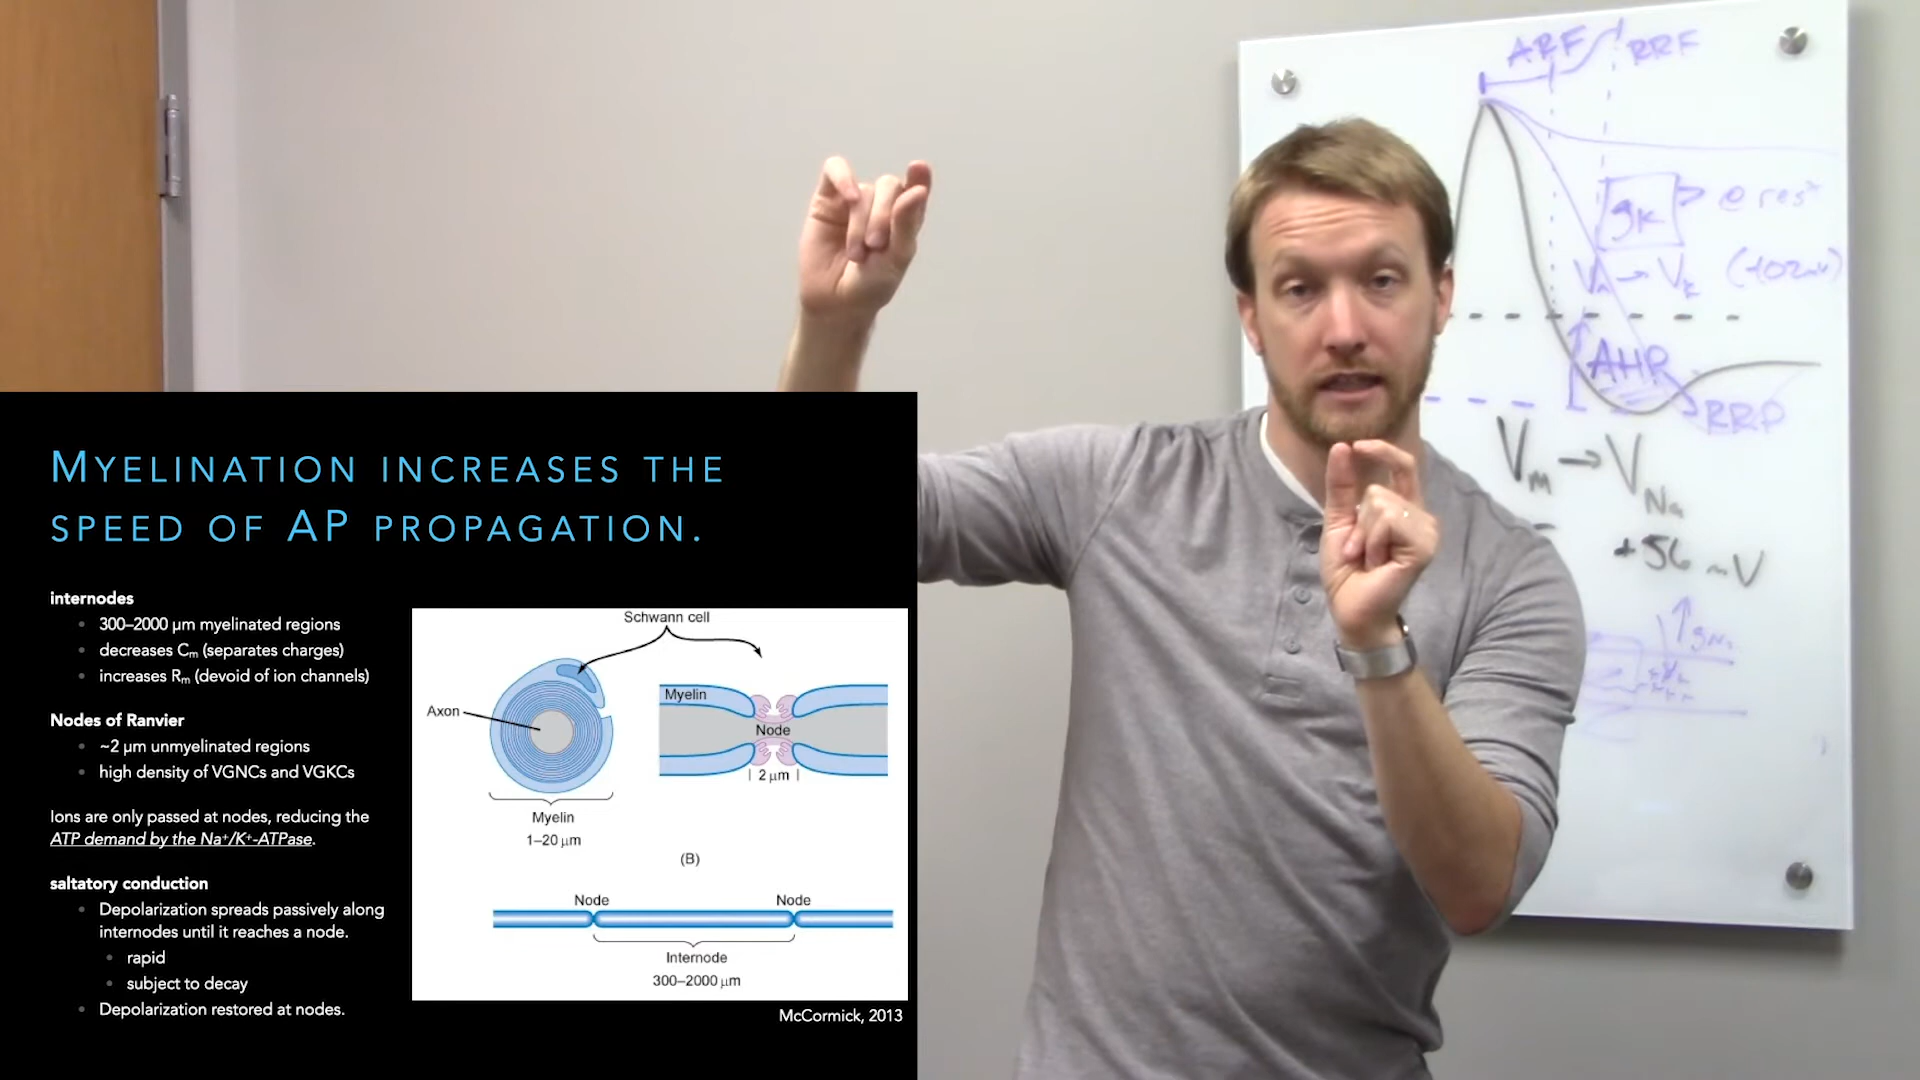 MYELINATION INCREASES THE
SPEED OF AP PROPAGATION.
internodes
• 300–2000 μm myelinated regions
• decreases Cm (separates charges)
• increases Rm (devoid of ion channels)
Nodes of Ranvier
• ~2 μm unmyelinated regions
• high density of VGNCs and VGKCs
Ions are only passed at nodes, reducing the
ATP demand by the Na+/K+-ATPase.
saltatory conduction
• Depolarization spreads passively along
internodes until it reaches a node.
• rapid
• subject to decay
• Depolarization restored at nodes.
Schwann cell
Axon
Myelin
1–20 μm
Myelin
Node
2 μm
(B)
Node
Node
Internode
300–2000 μm
McCormick, 2013
RRF
gK
AHP
RRP
Vm → VNa
+56 mV